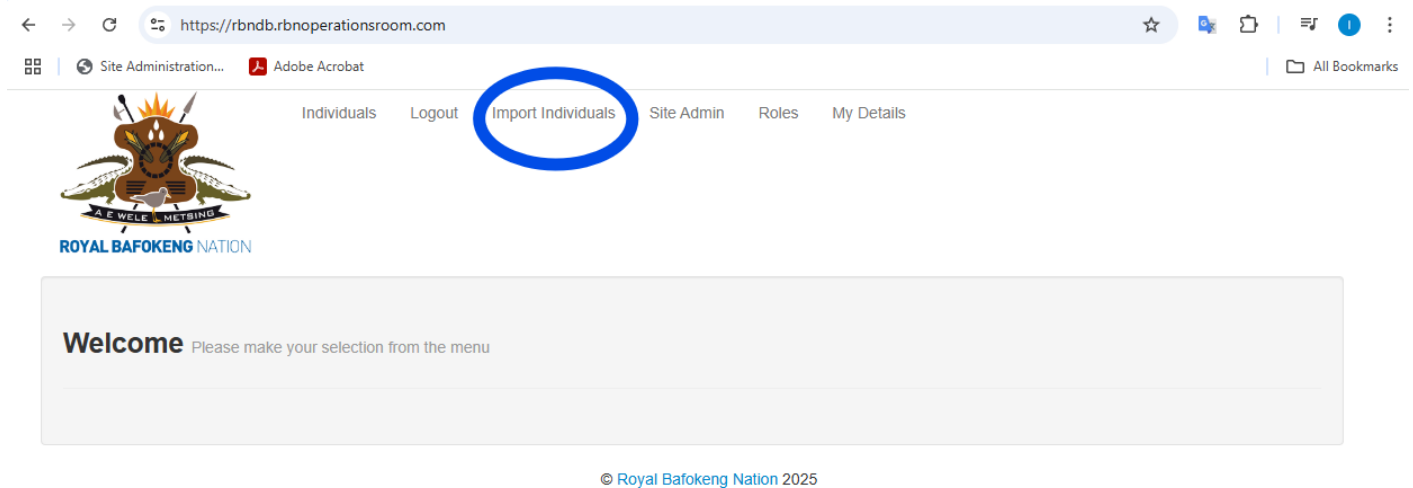 https://rbndb.rbnoperationsroom.com
I
Site Administration... Adobe Acrobat All Bookmarks
Individuals Logout Import Individuals Site Admin Roles My Details
A E WELE METSING
ROYAL BAFOKENG NATION
Welcome Please make your selection from the menu
© Royal Bafokeng Nation 2025